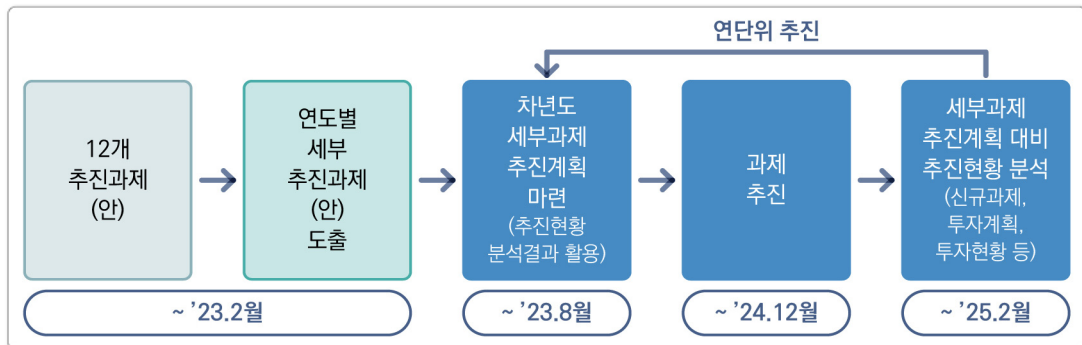 연단위 추진
12개
추진과제
(안)
연도별
세부
추진과제
(안)
도출
차년도
세부과제
추진계획
마련
(추진현황
분석결과 활용)
과제
추진
세부과제
추진계획 대비
추진현황 분석
(신규과제,
투자계획,
투자현황 등)
~ ’23.2월
~ ’23.8월
~ ’24.12월
~ ’25.2월